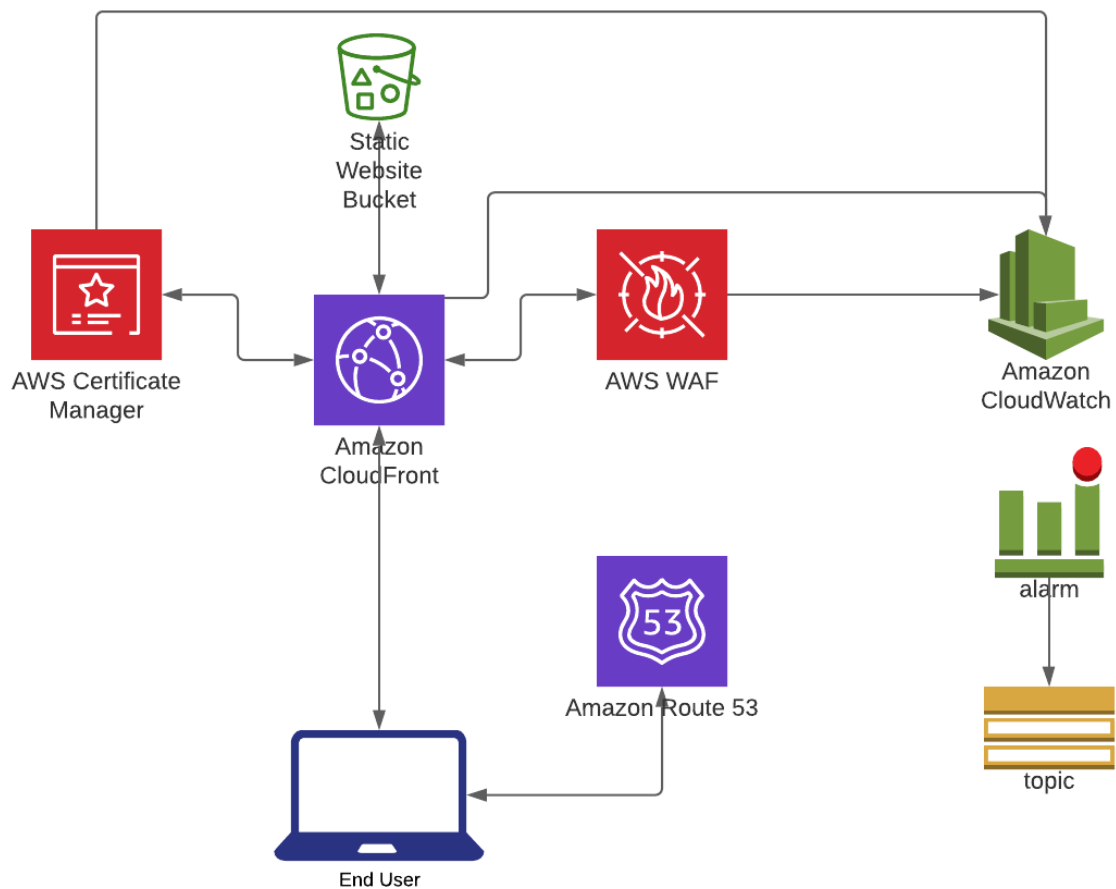 Static
Website
Bucket
AWS Certificate
Manager
AWS WAF
Amazon
CloudWatch
Amazon
CloudFront
alarm
53
Amazon Route 53
topic
End User